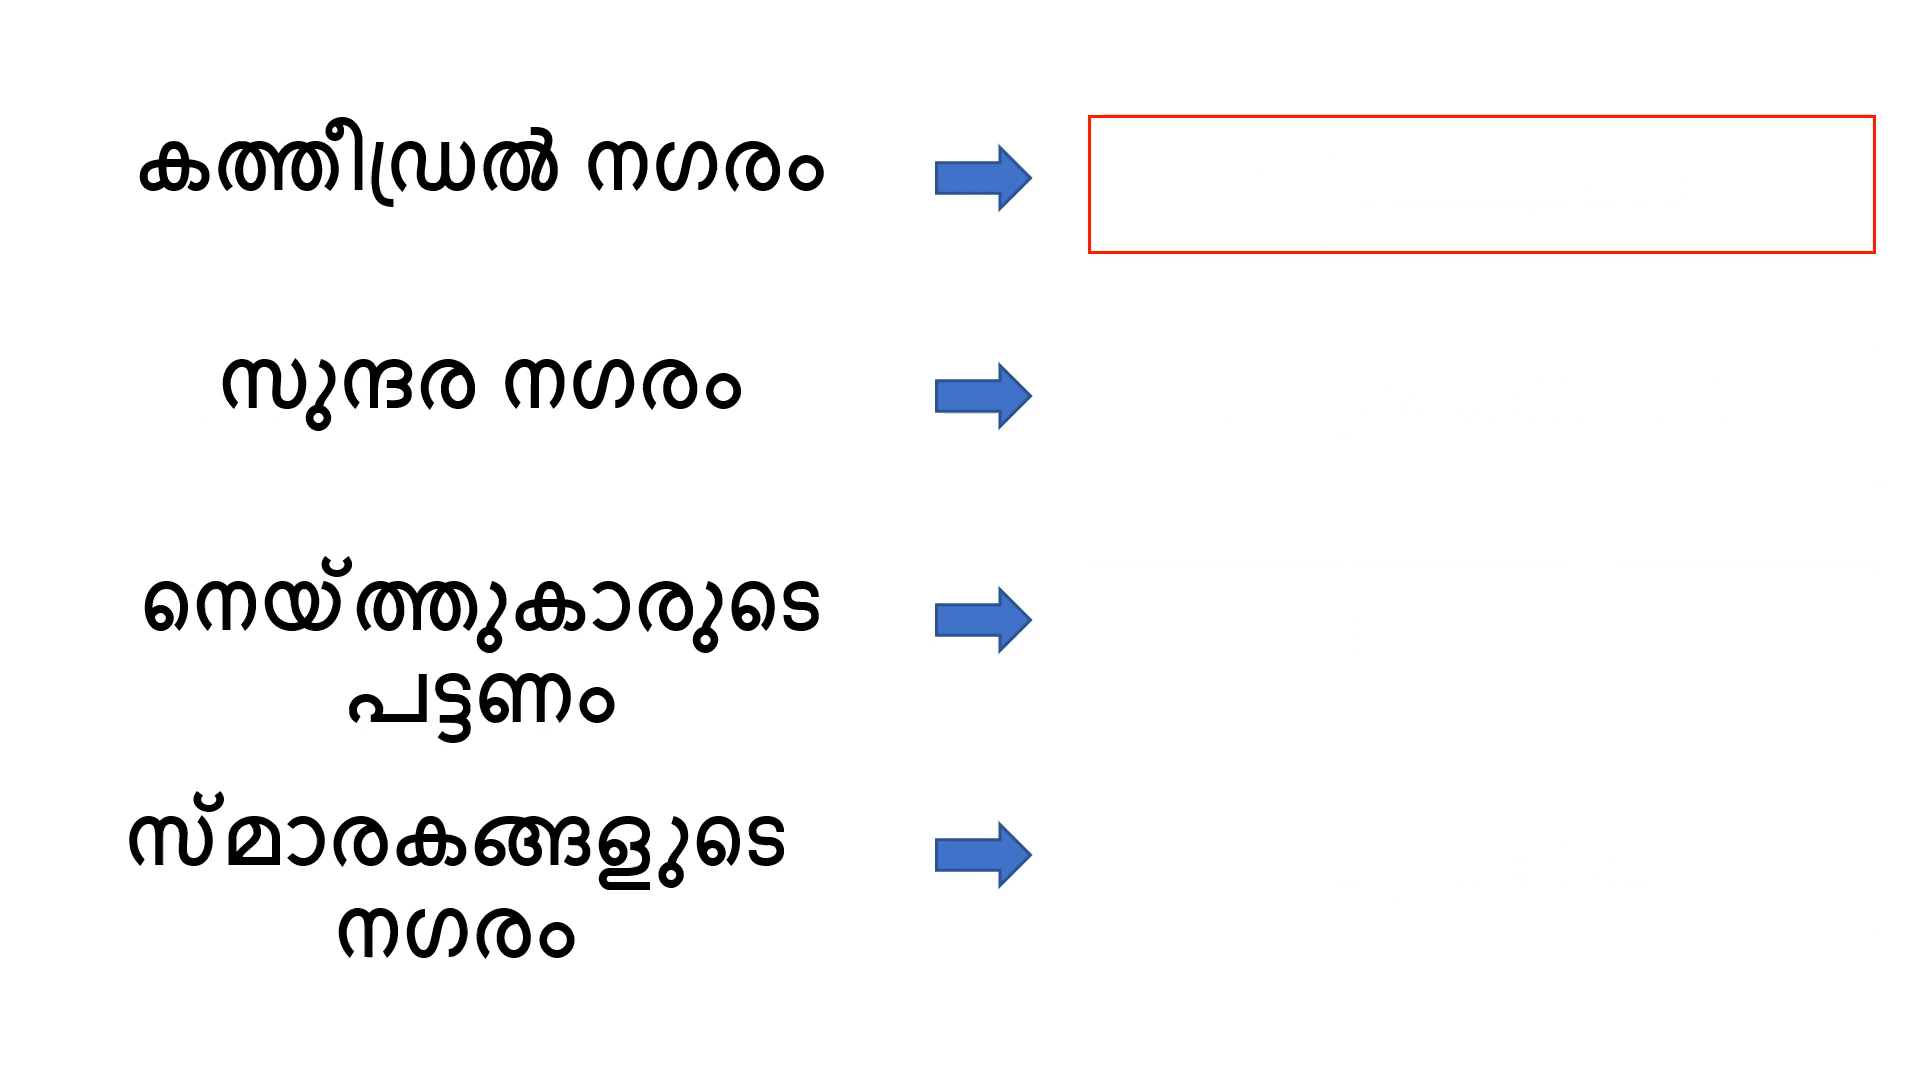 കത്തീഡ്രൽ നഗരം
സുന്ദര നഗരം
നെയ്ത്തുകാരുടെ
പട്ടണം
സ്മാരകങ്ങളുടെ
നഗരം